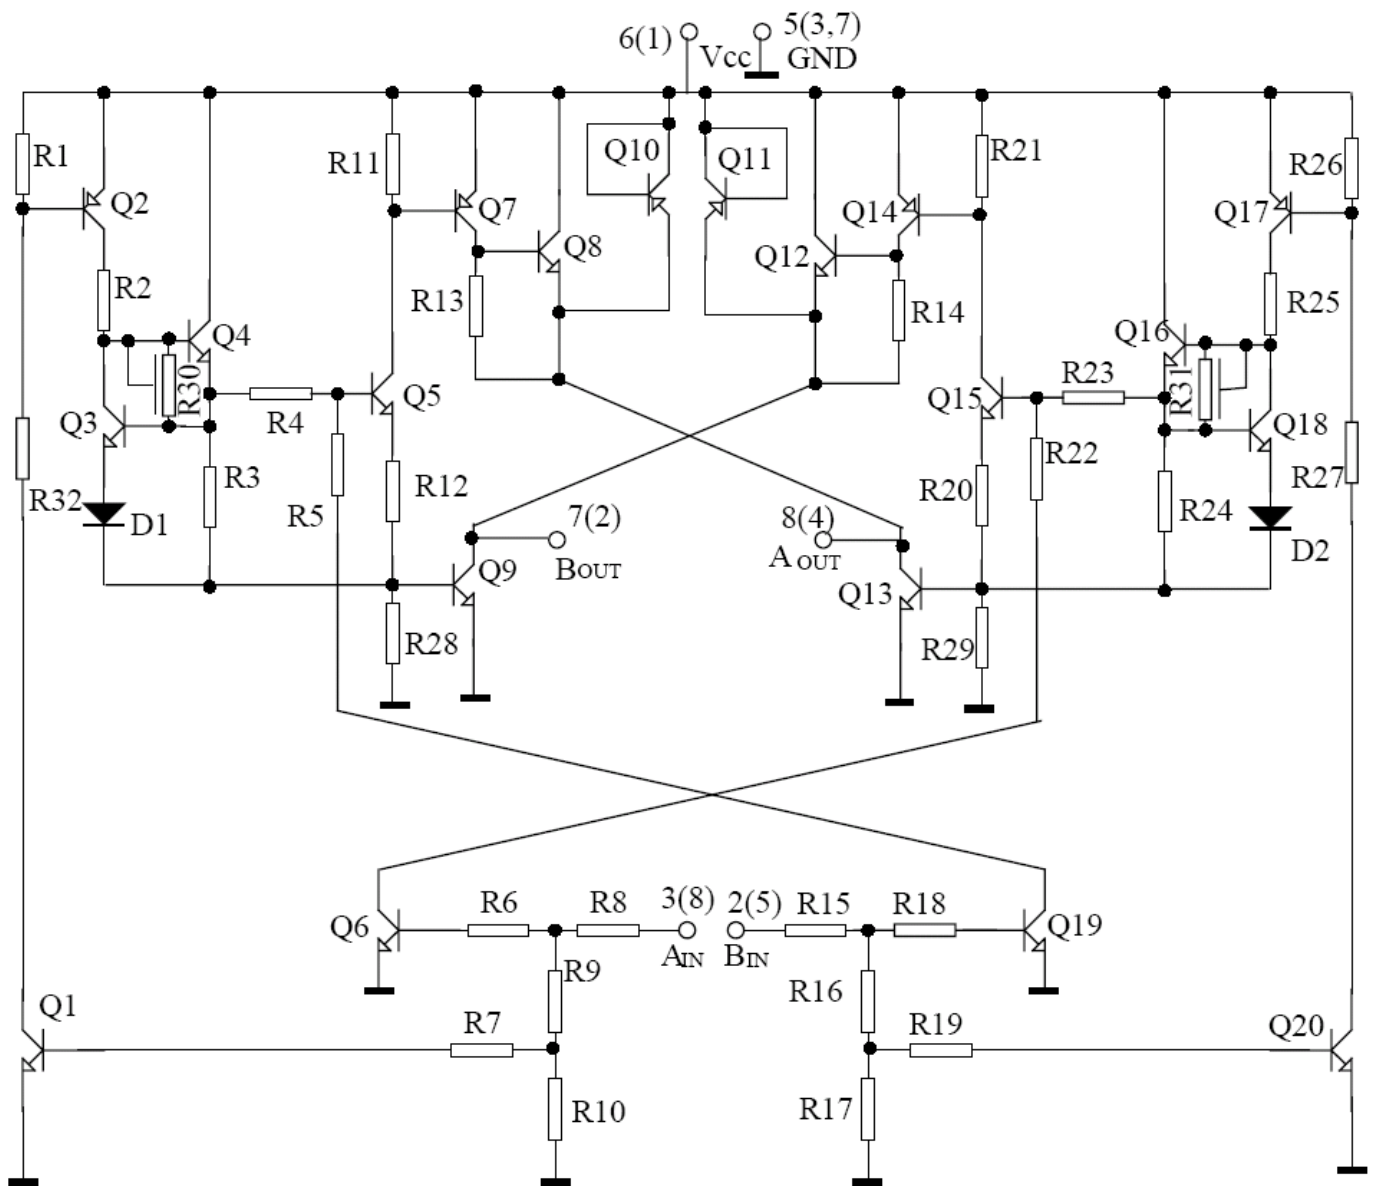 6(1) Vcc 5(3,7) GND
R1 Q2 R11 Q7 Q8 Q10 Q11 Q12 Q14 R21 Q17 R26
R2 Q4 R13 R14 Q16 R25
Q3 R30 R4 Q5 Q15 R23 R31 Q18
R32 D1 R3 R5 R12 R20 R22 R24 D2 R27
7(2) BOUT 8(4) A OUT
Q9 Q13
R28 R29
Q6 R6 R8 3(8) AIN 2(5) BIN R15 R18 Q19
R9 R16
Q1 R7 R19 Q20
R10 R17